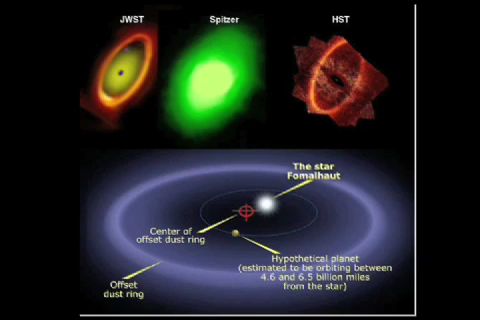 JWST
Spitzer
HST
The star
Fomalhaut
Center of
offset dust ring
Hypothetical planet
(estimated to be orbiting between
4.6 and 6.5 billion miles
from the star)
Offset
dust ring